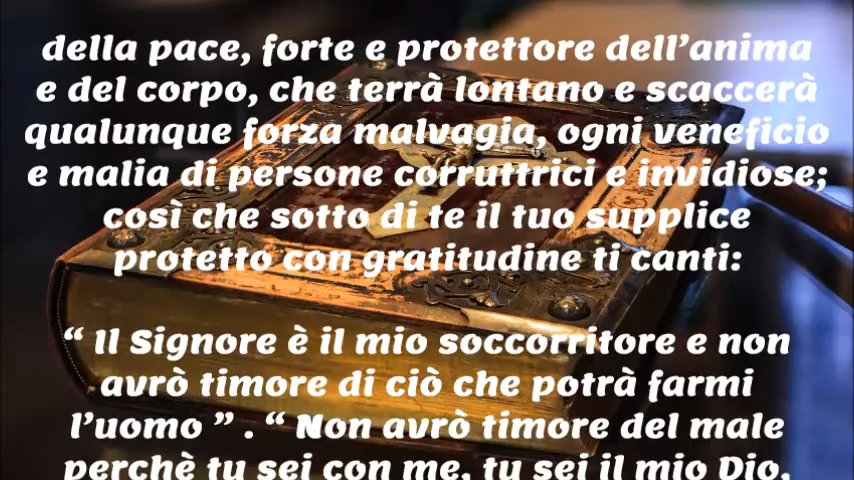 della pace, forte e protettore dell’anima
e del corpo, che terrà lontano e scaccerà
qualunque forza malvagia, ogni veneficio
e malia di persone corruttrici e invidiose;
così che sotto di te il tuo supplice
protetto con gratitudine ti canti:
“ Il Signore è il mio soccorritore e non
avrò timore di ciò che potrà farmi
l’uomo ” . “ Non avrò timore del male
perchè tu sei con me, tu sei il mio Dio,